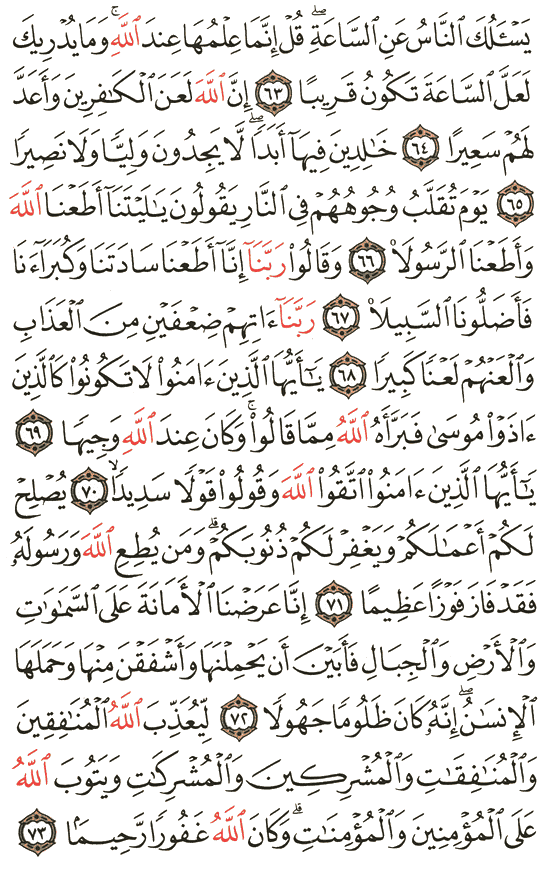 يَسْـَٔلُكَ ٱلنَّاسُ عَنِ ٱلسَّاعَةِۖ قُلْ إِنَّمَا عِلْمُهَا عِندَ ٱللَّهِۚ وَمَا يُدْرِيكَ
لَعَلَّ ٱلسَّاعَةَ تَكُونُ قَرِيبًا ٦٣ إِنَّ ٱللَّهَ لَعَنَ ٱلْكَٰفِرِينَ وَأَعَدَّ
لَهُمْ سَعِيرًا ٦٤ خَٰلِدِينَ فِيهَآ أَبَدًاۖ لَّا يَجِدُونَ وَلِيًّا وَلَا نَصِيرًا
٦٥ يَوْمَ تُقَلَّبُ وُجُوهُهُمْ فِى ٱلنَّارِ يَقُولُونَ يَٰلَيْتَنَآ أَطَعْنَا ٱللَّهَ
وَأَطَعْنَا ٱلرَّسُولَا۠ ٦٦ وَقَالُوا۟ رَبَّنَآ إِنَّآ أَطَعْنَا سَادَتَنَا وَكُبَرَآءَنَا
فَأَضَلُّونَا ٱلسَّبِيلَا۠ ٦٧ رَبَّنَآ ءَاتِهِمْ ضِعْفَيْنِ مِنَ ٱلْعَذَابِ
وَٱلْعَنْهُمْ لَعْنًا كَبِيرًا ٦٨ يَٰٓأَيُّهَا ٱلَّذِينَ ءَامَنُوا۟ لَا تَكُونُوا۟ كَٱلَّذِينَ
ءَاذَوْا۟ مُوسَىٰ فَبَرَّأَهُ ٱللَّهُ مِمَّا قَالُوا۟ۚ وَكَانَ عِندَ ٱللَّهِ وَجِيهًا ٦٩
يَٰٓأَيُّهَا ٱلَّذِينَ ءَامَنُوا۟ ٱتَّقُوا۟ ٱللَّهَ وَقُولُوا۟ قَوْلًا سَدِيدًا ٧٠ يُصْلِحْ
لَكُمْ أَعْمَٰلَكُمْ وَيَغْفِرْ لَكُمْ ذُنُوبَكُمْۗ وَمَن يُطِعِ ٱللَّهَ وَرَسُولَهُۥ
فَقَدْ فَازَ فَوْزًا عَظِيمًا ٧١ إِنَّا عَرَضْنَا ٱلْأَمَانَةَ عَلَى ٱلسَّمَٰوَٰتِ
وَٱلْأَرْضِ وَٱلْجِبَالِ فَأَبَيْنَ أَن يَحْمِلْنَهَا وَأَشْفَقْنَ مِنْهَا وَحَمَلَهَا
ٱلْإِنسَٰنُۖ إِنَّهُۥ كَانَ ظَلُومًا جَهُولًا ٧٢ لِّيُعَذِّبَ ٱللَّهُ ٱلْمُنَٰفِقِينَ
وَٱلْمُنَٰفِقَٰتِ وَٱلْمُشْرِكِينَ وَٱلْمُشْرِكَٰتِ وَيَتُوبَ ٱللَّهُ
عَلَى ٱلْمُؤْمِنِينَ وَٱلْمُؤْمِنَٰتِۗ وَكَانَ ٱللَّهُ غَفُورًا رَّحِيمًۢا ٧٣